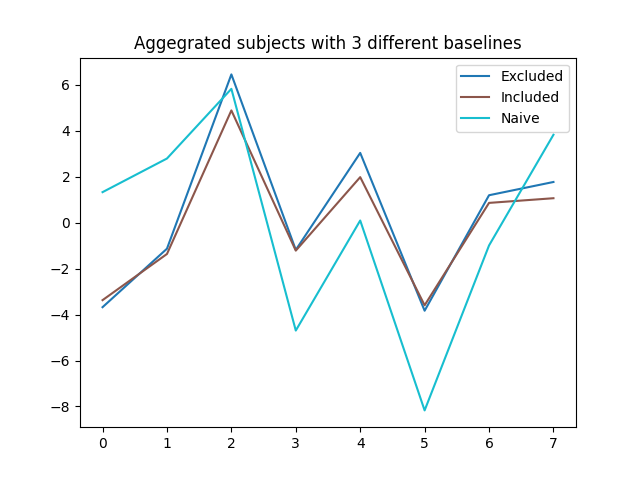 Aggegrated subjects with 3 different baselines
Excluded
Included
Naive
6
4
2
0
−2
−4
−6
−8
0 1 2 3 4 5 6 7